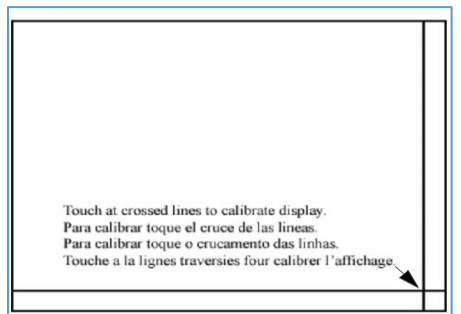 Touch at crossed lines to calibrate display.
Para calibrar toque el cruce de las lineas.
Para calibrar toque o crucamento das linhas.
Touche a la lignes traversies four calibrer l'affichage.